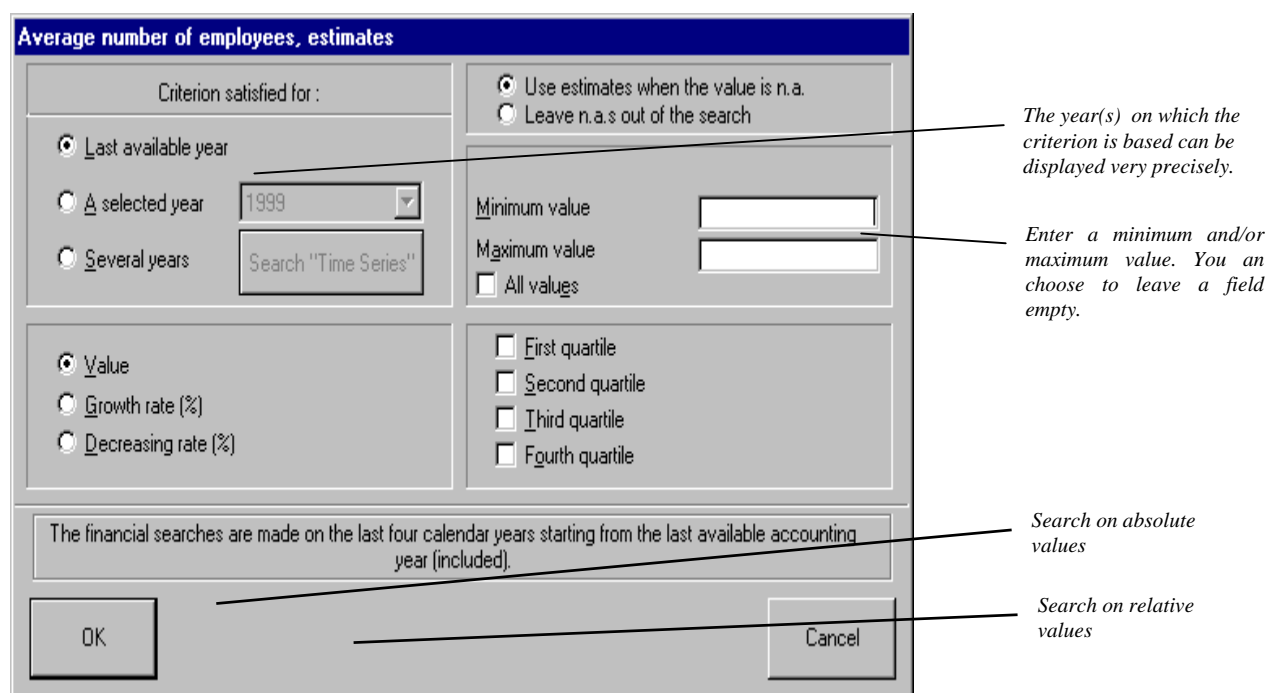 Average number of employees, estimates
Criterion satisfied for :
Last available year
A selected year
1999
Several years
Search "Time Series"
Use estimates when the value is n.a.
Leave n.a.s out of the search
Minimum value
Maximum value
All values
Value
Growth rate (%)
Decreasing rate (%)
First quartile
Second quartile
Third quartile
Fourth quartile
The financial searches are made on the last four calendar years starting from the last available accounting
year (included).
OK
Cancel
The year(s) on which the
criterion is based can be
displayed very precisely.
Enter a minimum and/or
maximum value. You an
choose to leave a field
empty.
Search on absolute
values
Search on relative
values